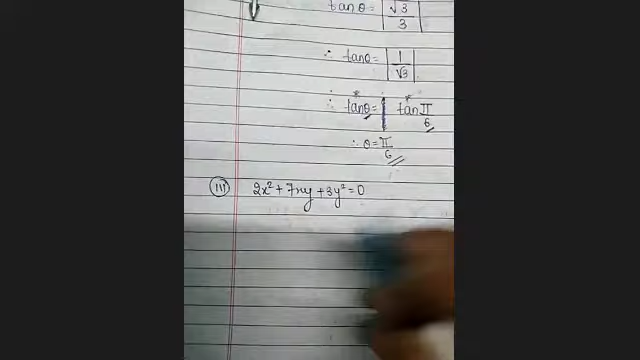 tanθ = |√3/3|
∴ tanθ = |1/√3|
∴ tanθ = tan π/6
∴ θ = π/6
(iii) 2x² + 7xy + 3y² = 0